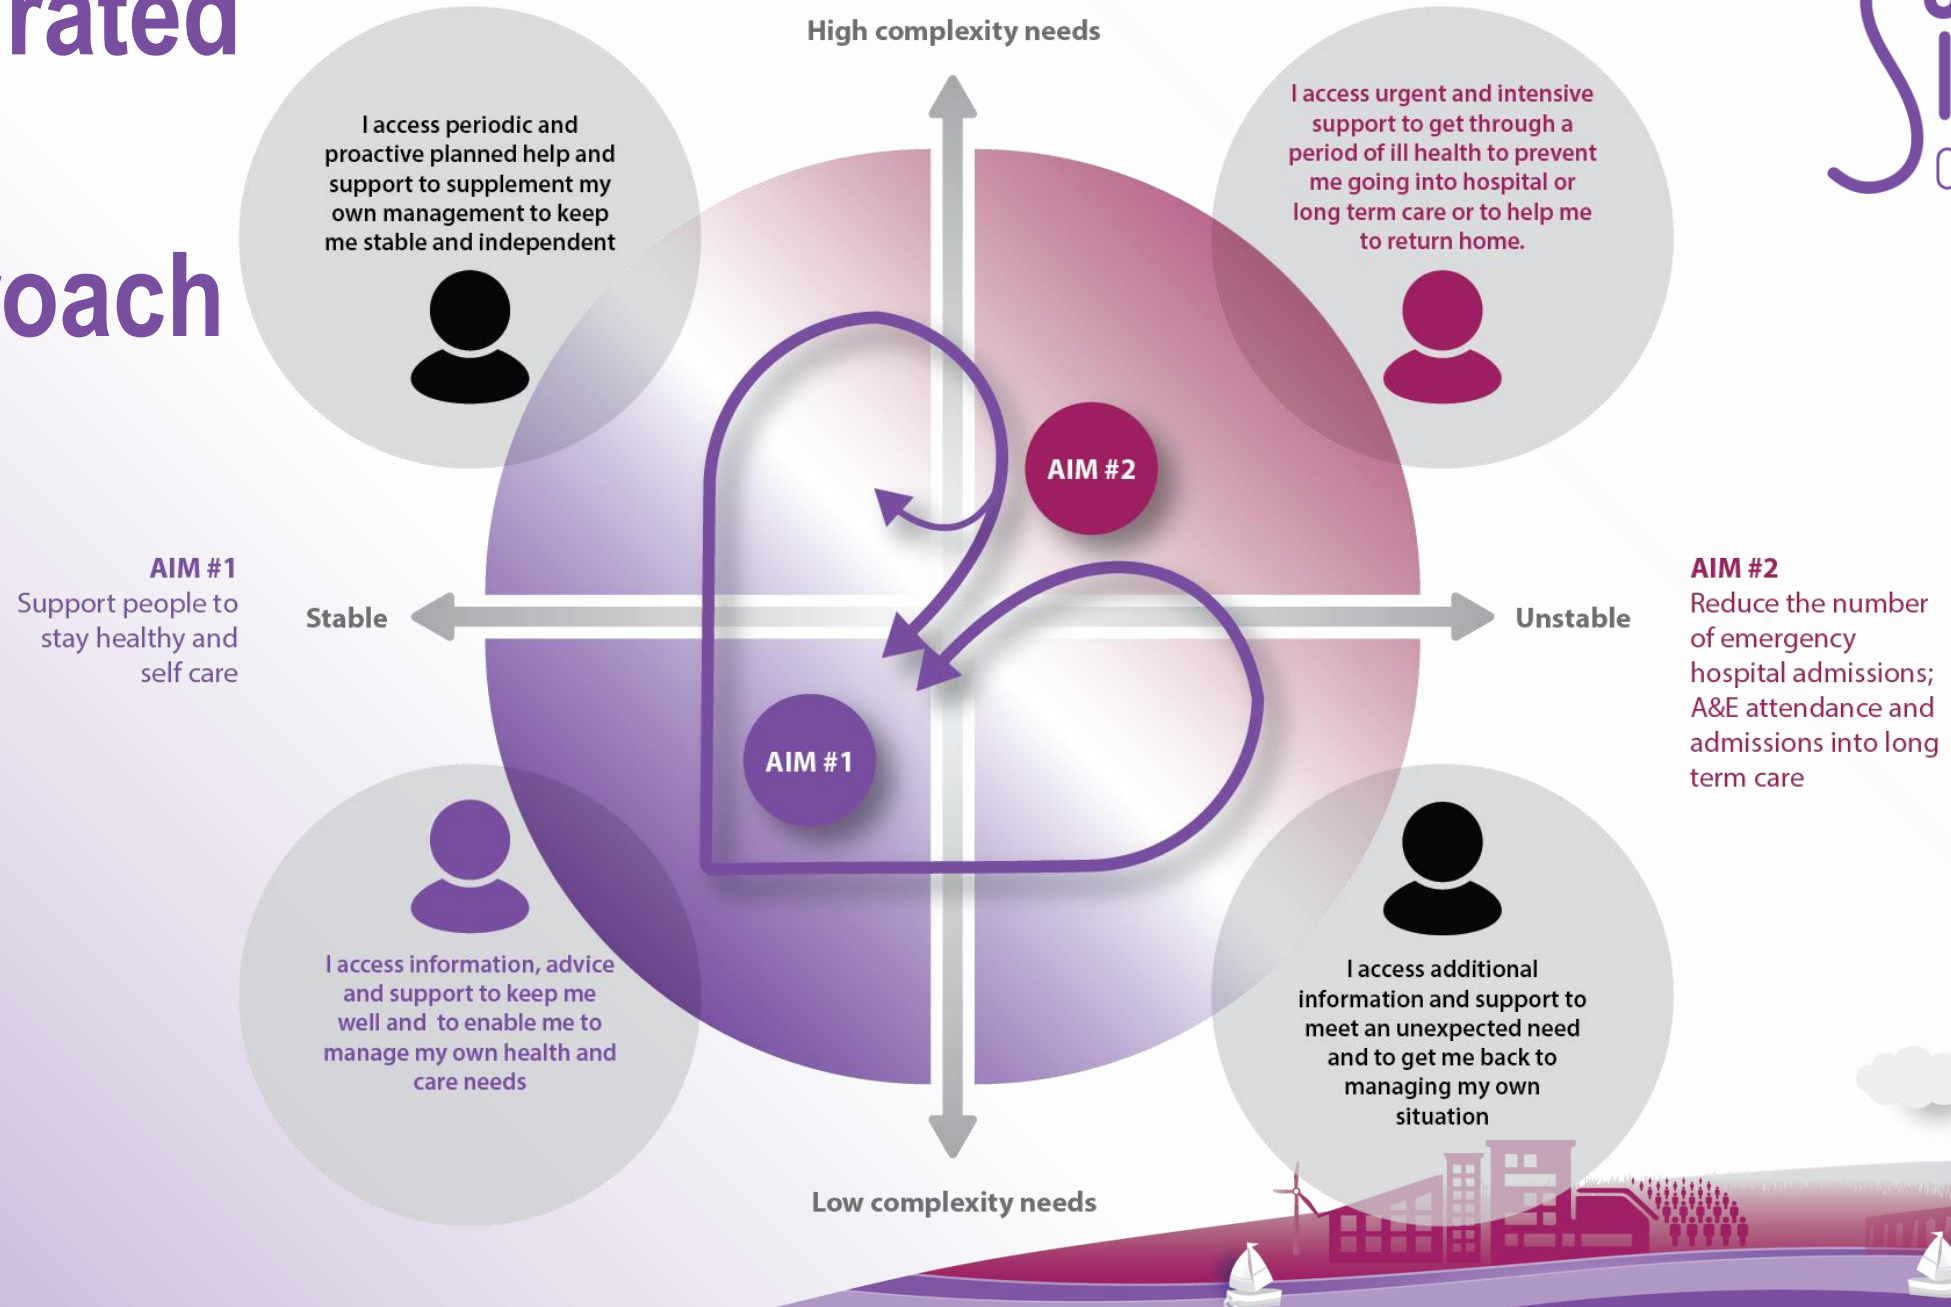 rated
roach
High complexity needs
I access periodic and
proactive planned help and
support to supplement my
own management to keep
me stable and independent
I access urgent and intensive
support to get through a
period of ill health to prevent
me going into hospital or
long term care or to help me
to return home.
AIM #2
AIM #1
Support people to
stay healthy and
self care
Stable
Unstable
AIM #2
Reduce the number
of emergency
hospital admissions;
A&E attendance and
admissions into long
term care
AIM #1
I access information, advice
and support to keep me
well and to enable me to
manage my own health and
care needs
I access additional
information and support to
meet an unexpected need
and to get me back to
managing my own
situation
Low complexity needs